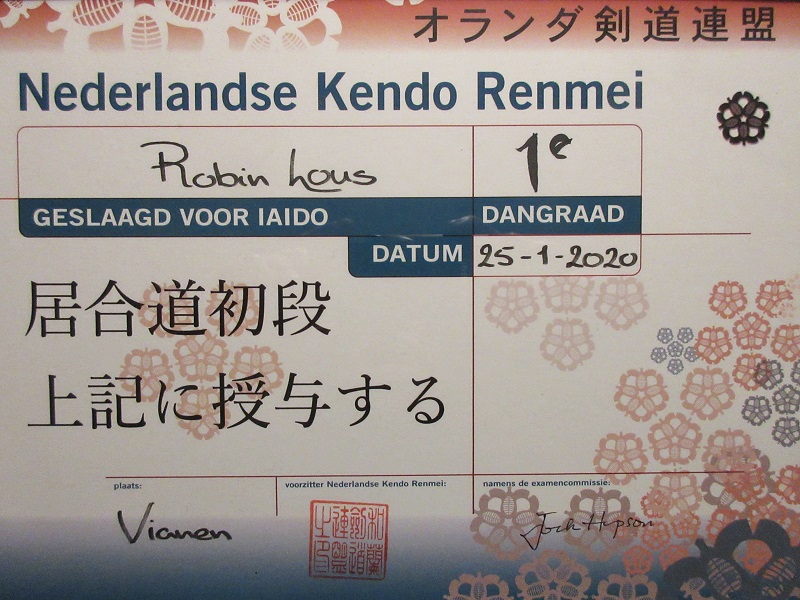 オランダ剣道連盟
Nederlandse Kendo Renmei
Robin Lous
1e
GESLAAGD VOOR IAIDO
DANGRAAD
DATUM
25-1-2020
居合道初段
上記に授与する
plaats:
voorzitter Nederlandse Kendo Renmei:
namens de examencommissie:
Vianen